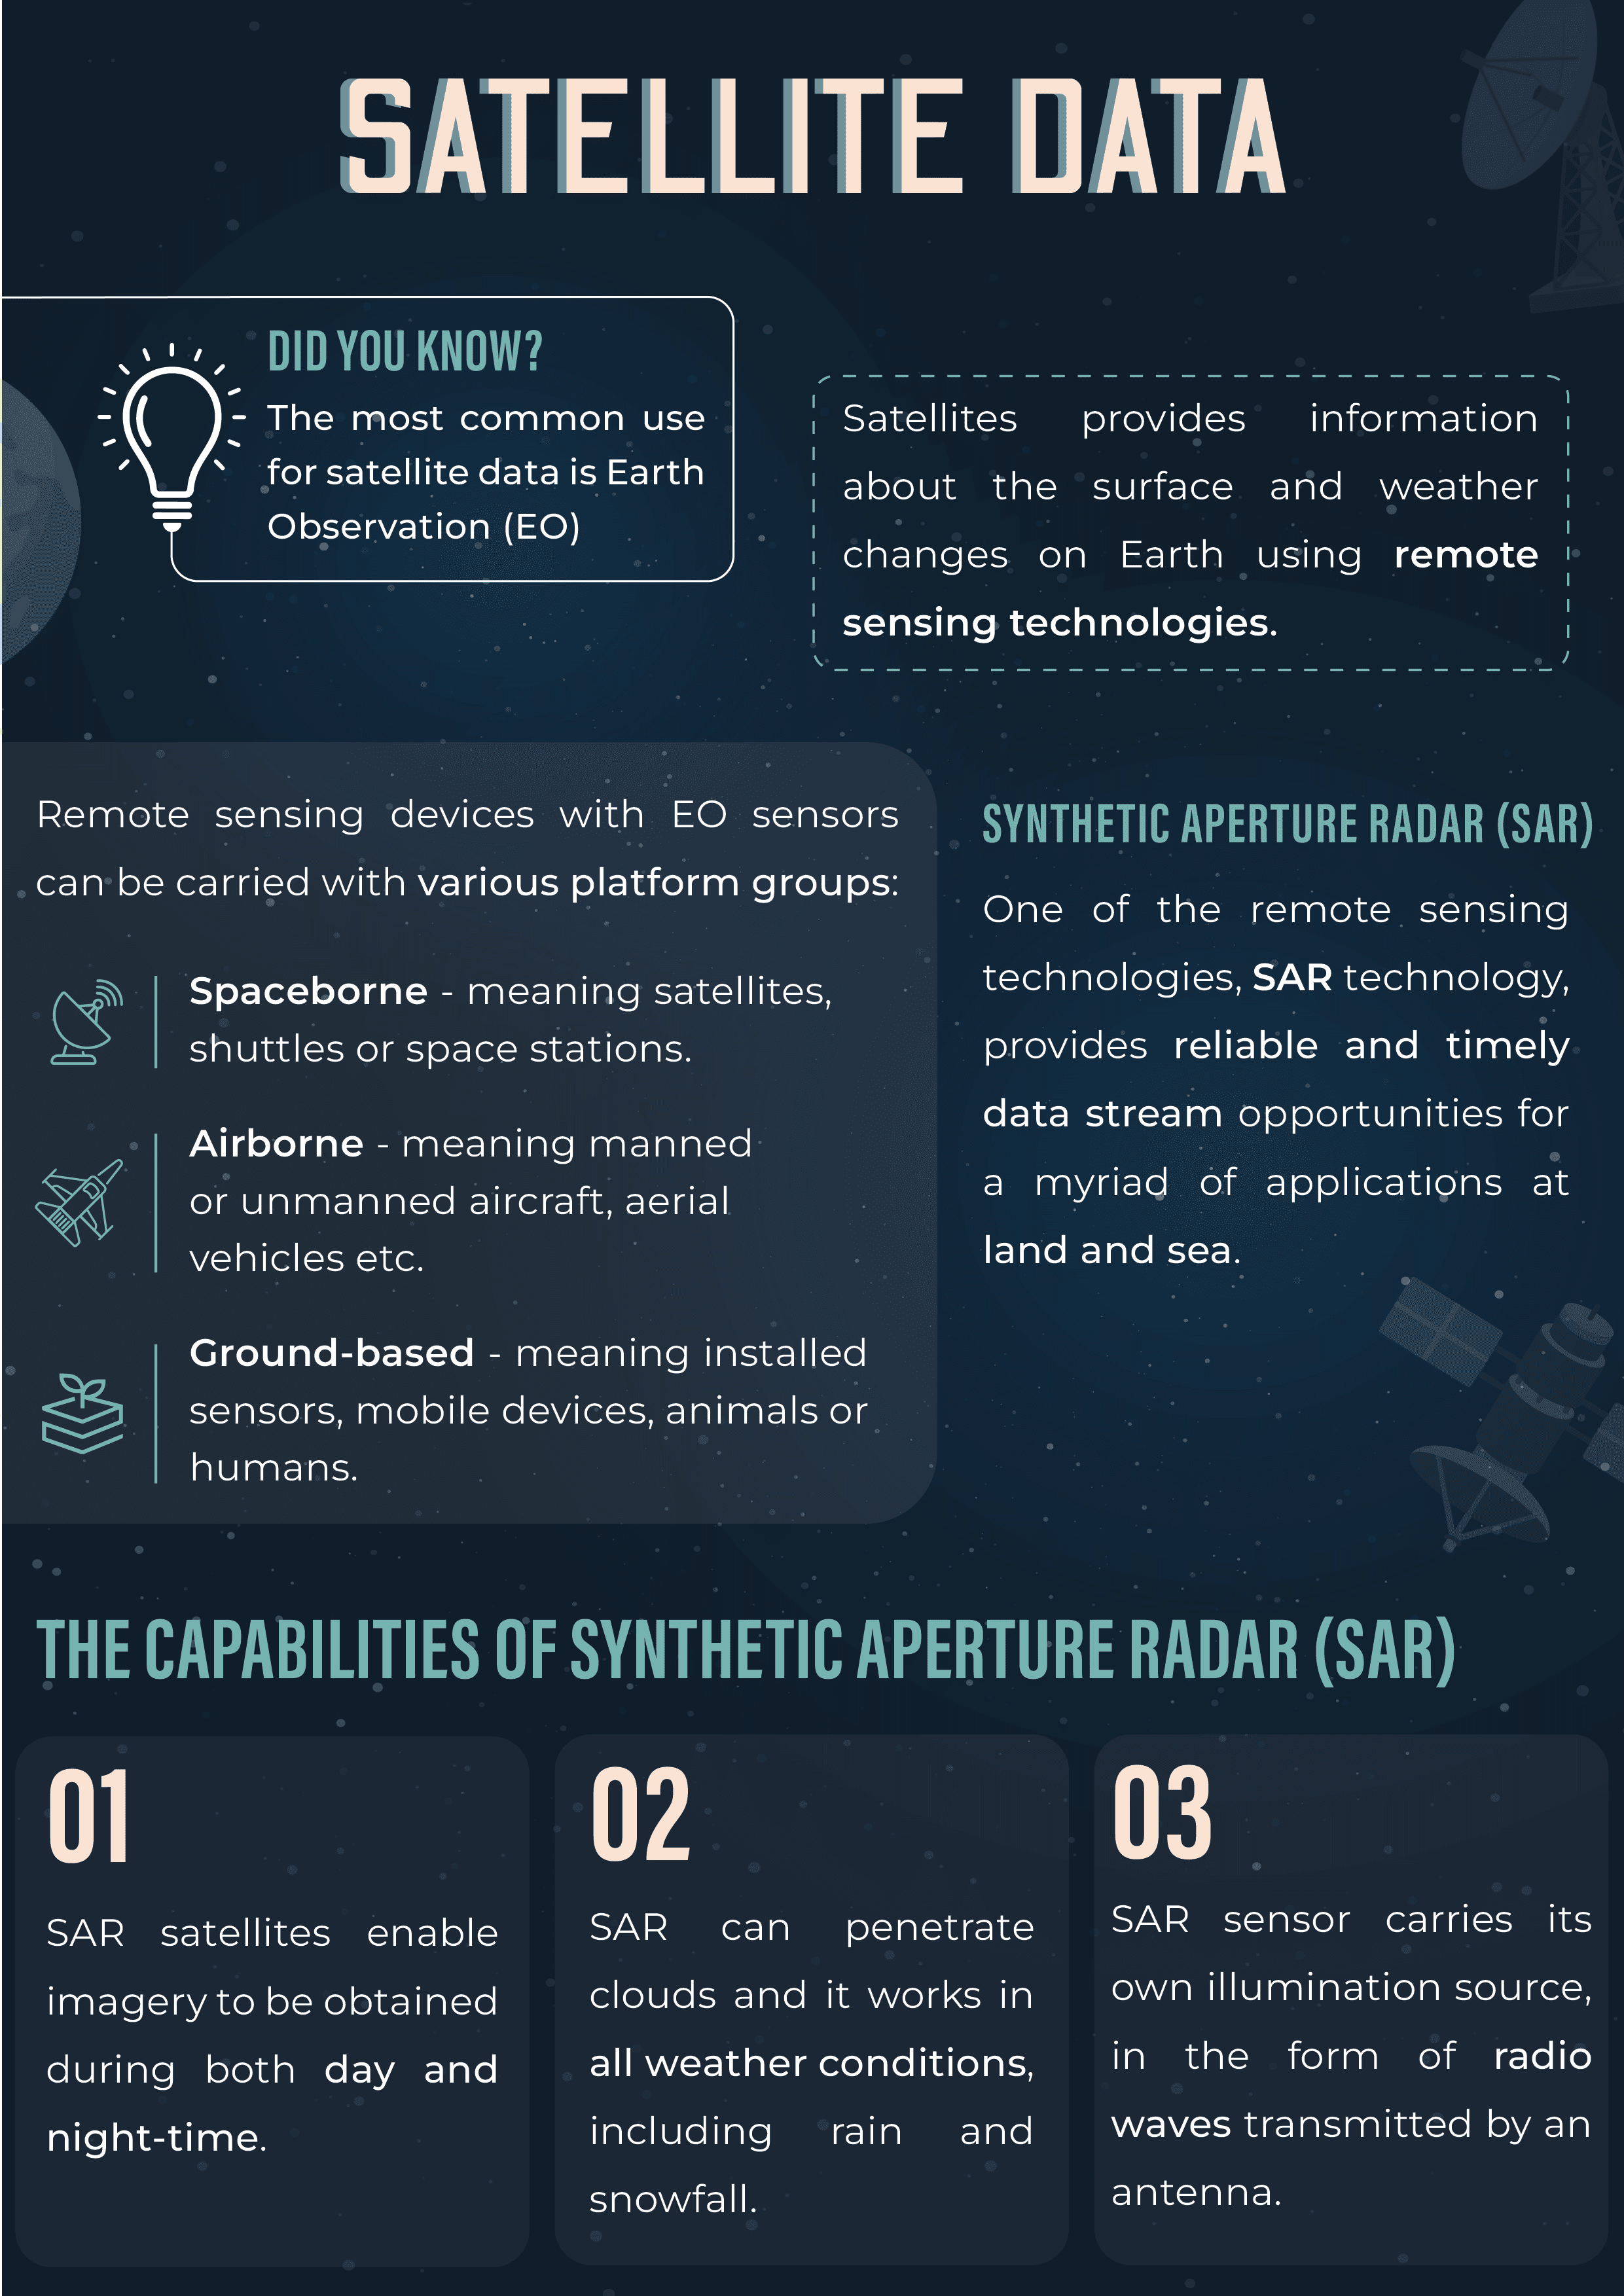 SATELLITE DATA
DID YOU KNOW?
The most common use
for satellite data is Earth
Observation (EO)
Satellites provides information
about the surface and weather
changes on Earth using remote
sensing technologies.
Remote sensing devices with EO sensors
can be carried with various platform groups:
Spaceborne - meaning satellites,
shuttles or space stations.
Airborne - meaning manned
or unmanned aircraft, aerial
vehicles etc.
Ground-based - meaning installed
sensors, mobile devices, animals or
humans.
SYNTHETIC APERTURE RADAR (SAR)
One of the remote sensing
technologies, SAR technology,
provides reliable and timely
data stream opportunities for
a myriad of applications at
land and sea.
THE CAPABILITIES OF SYNTHETIC APERTURE RADAR (SAR)
01
SAR satellites enable
imagery to be obtained
during both day and
night-time.
02
SAR can penetrate
clouds and it works in
all weather conditions,
including rain and
snowfall.
03
SAR sensor carries its
own illumination source,
in the form of radio
waves transmitted by an
antenna.